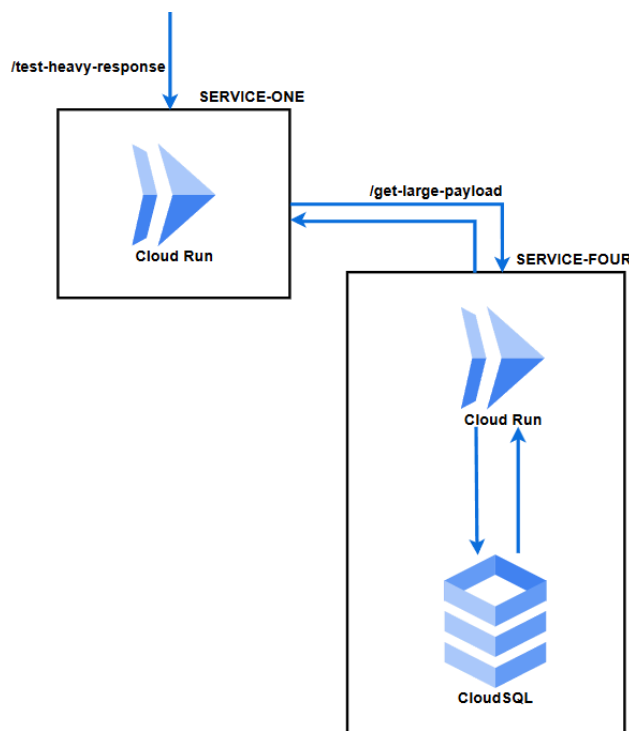 /test-heavy-response
SERVICE-ONE
Cloud Run
/get-large-payload
SERVICE-FOUR
Cloud Run
CloudSQL